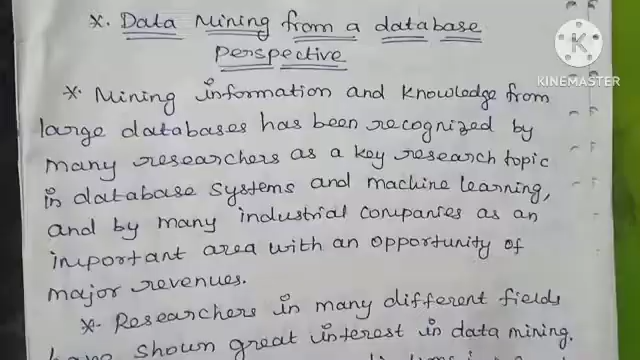 * Data Mining from a database
perspective
K
KINEMASTER
* Mining information and knowledge from
large databases has been recognized by
many researchers as a key research topic
in database systems and machine learning,
and by many industrial companies as an
important area with an opportunity of
major revenues.
* Researchers in many different fields
have shown great interest in data mining.